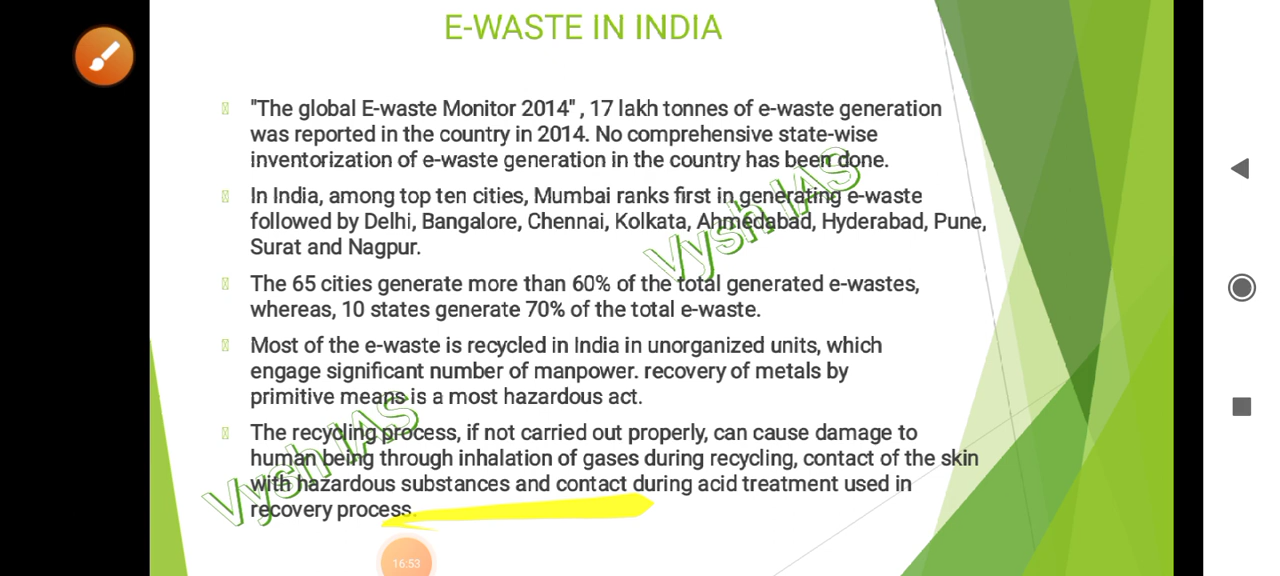 E-WASTE IN INDIA
"The global E-waste Monitor 2014" , 17 lakh tonnes of e-waste generation
was reported in the country in 2014. No comprehensive state-wise
inventorization of e-waste generation in the country has been done.
In India, among top ten cities, Mumbai ranks first in generating e-waste
followed by Delhi, Bangalore, Chennai, Kolkata, Ahmedabad, Hyderabad, Pune,
Surat and Nagpur.
The 65 cities generate more than 60% of the total generated e-wastes,
whereas, 10 states generate 70% of the total e-waste.
Most of the e-waste is recycled in India in unorganized units, which
engage significant number of manpower. recovery of metals by
primitive means is a most hazardous act.
The recycling process, if not carried out properly, can cause damage to
human being through inhalation of gases during recycling, contact of the skin
with hazardous substances and contact during acid treatment used in
recovery process.
Vysh IAS
Vysh IAS
16:53